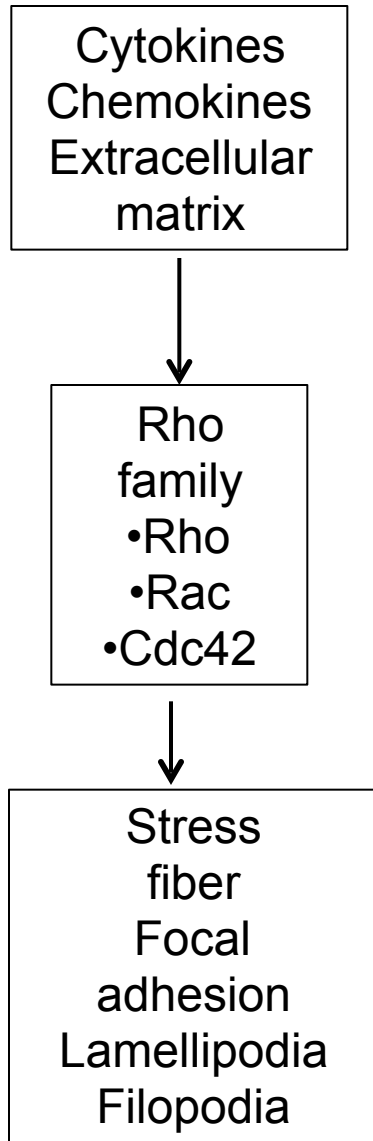 Cytokines
Chemokines
Extracellular
matrix
Rho
family
•Rho
•Rac
•Cdc42
Stress
fiber
Focal
adhesion
Lamellipodia
Filopodia